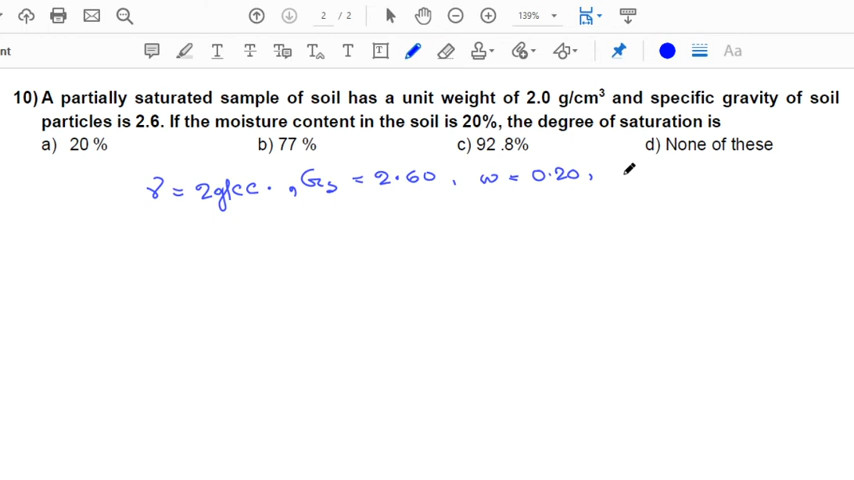 2 / 2
139%
nt
T T T T T Aa
10) A partially saturated sample of soil has a unit weight of 2.0 g/cm³ and specific gravity of soil
particles is 2.6. If the moisture content in the soil is 20%, the degree of saturation is
a) 20 % b) 77 % c) 92 .8% d) None of these
γ = 2g/cc. , Gs = 2.60 , w = 0.20 ,